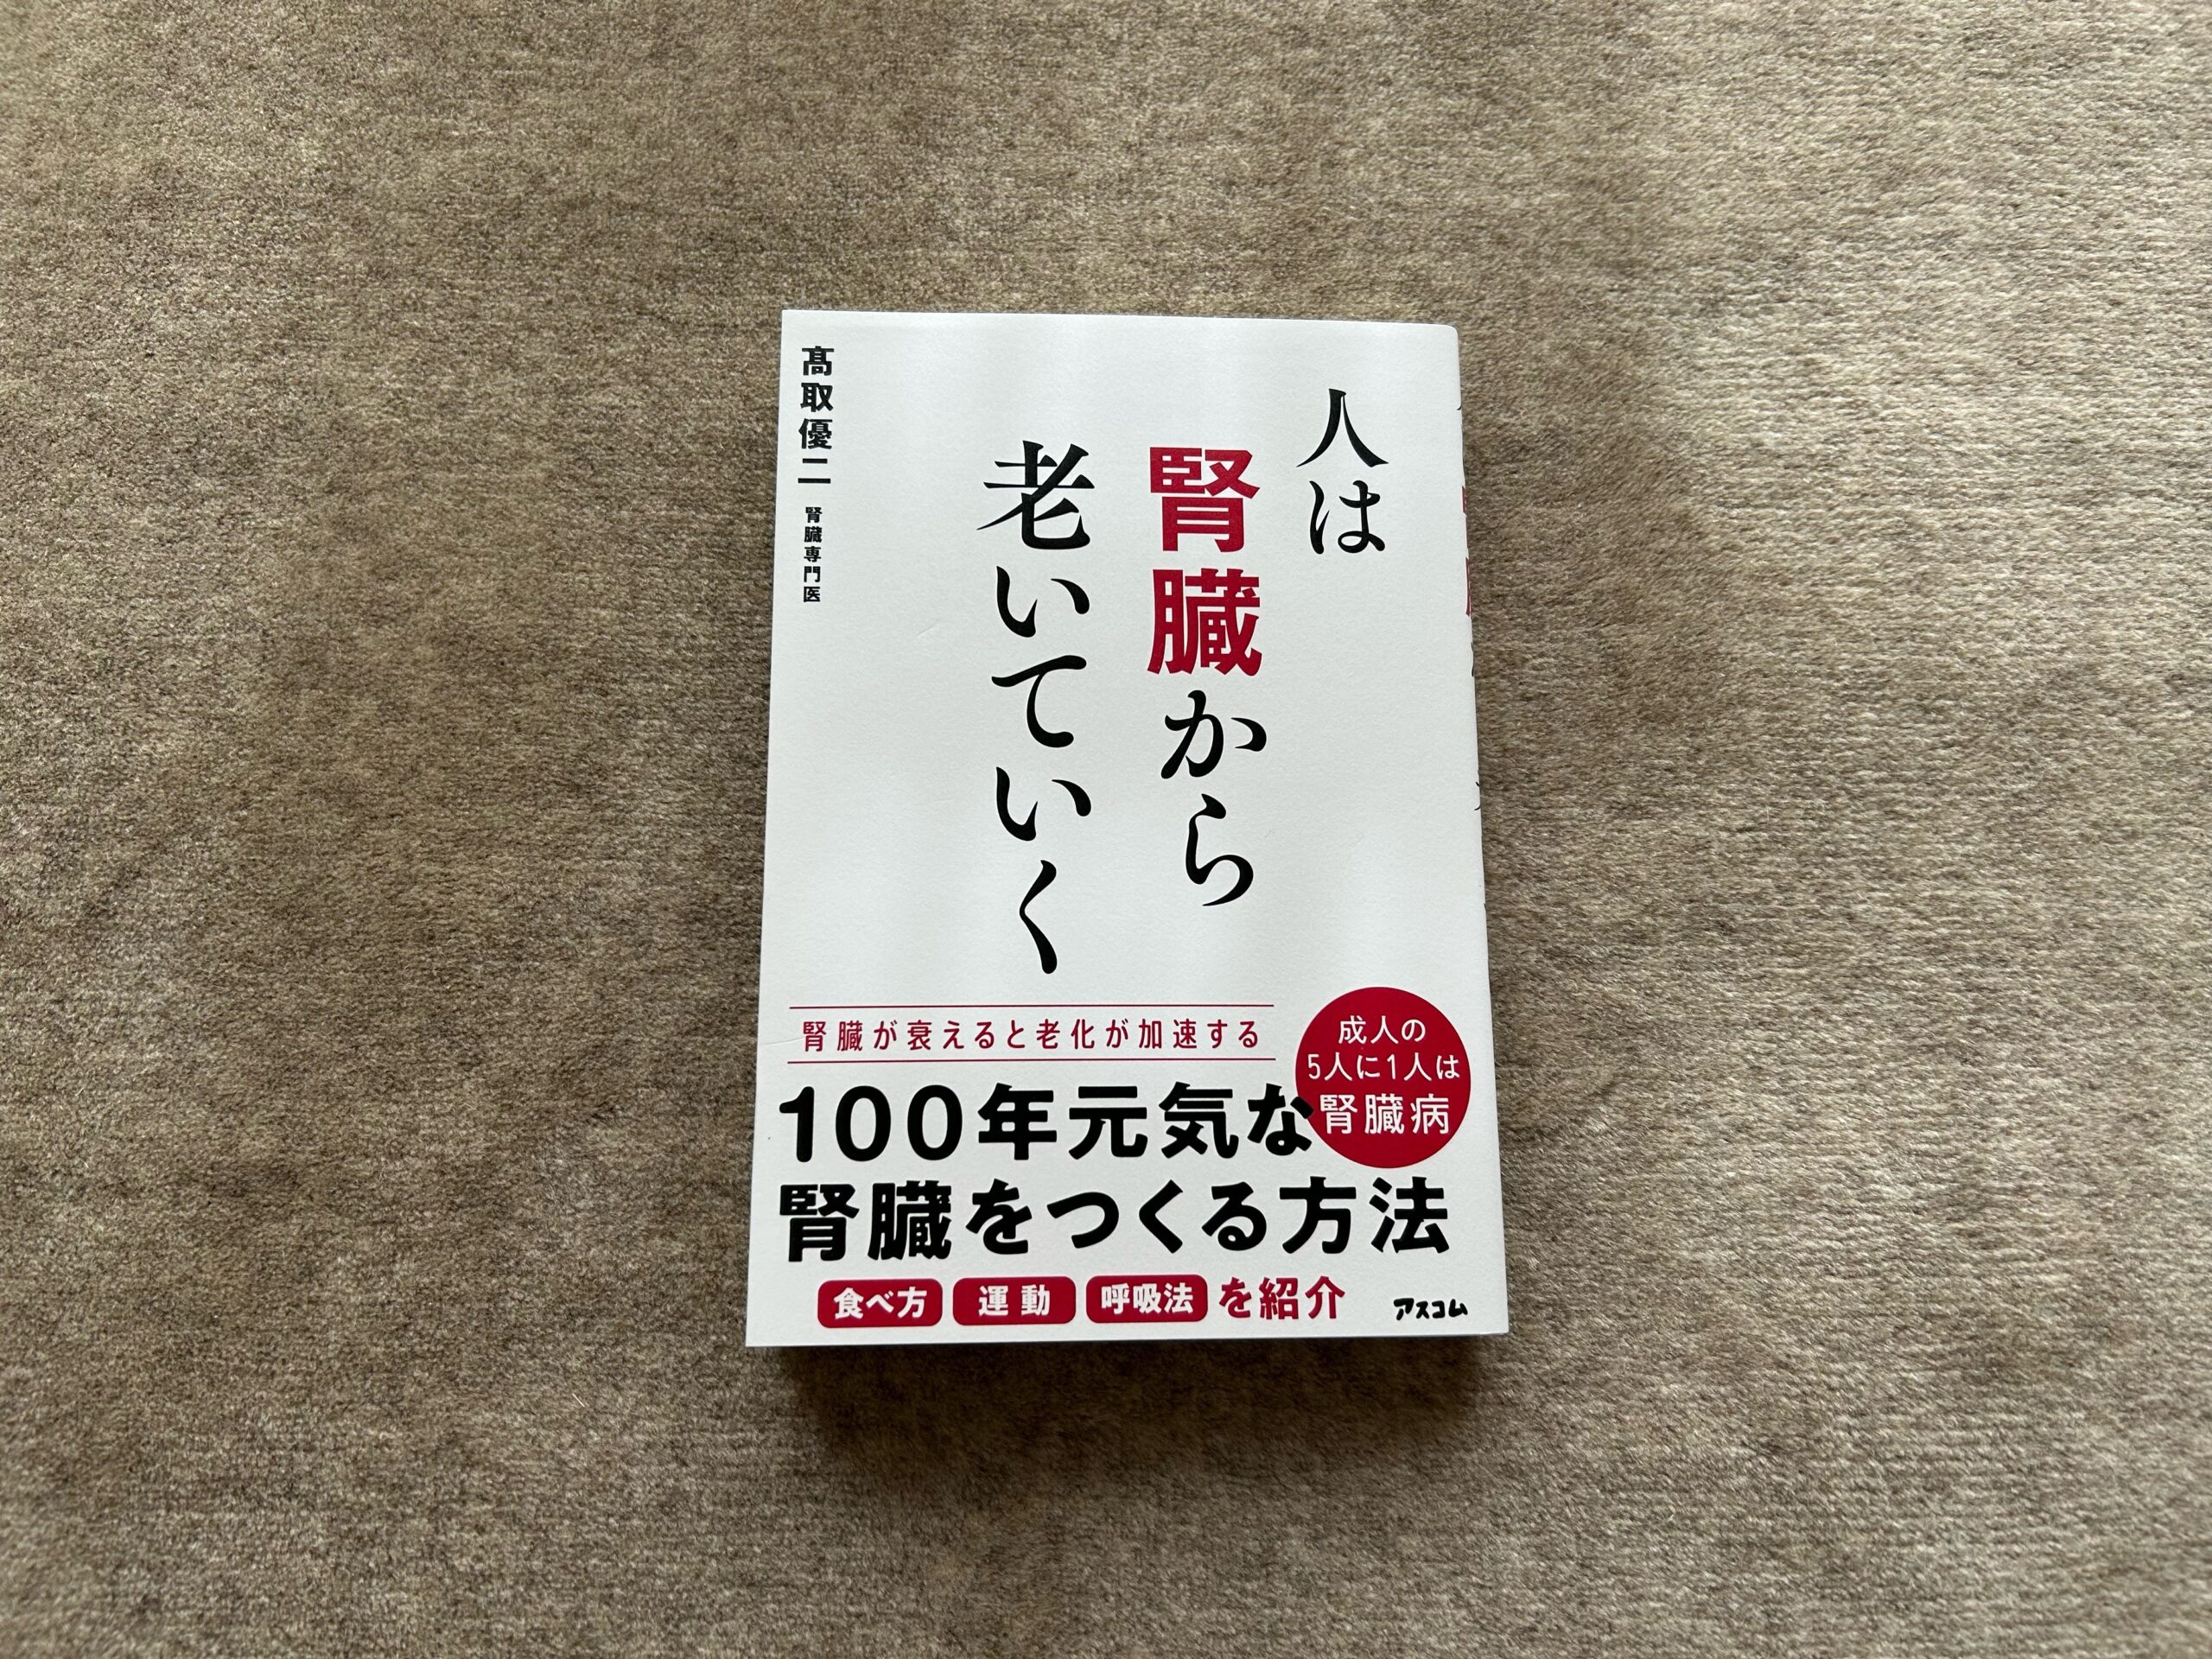 人は
腎臓から
老いていく
髙取優二
腎臓専門医
腎臓が衰えると老化が加速する
成人の
5人に1人は
腎臓病
100年元気な
腎臓をつくる方法
食べ方 運動 呼吸法 を紹介
アスコム